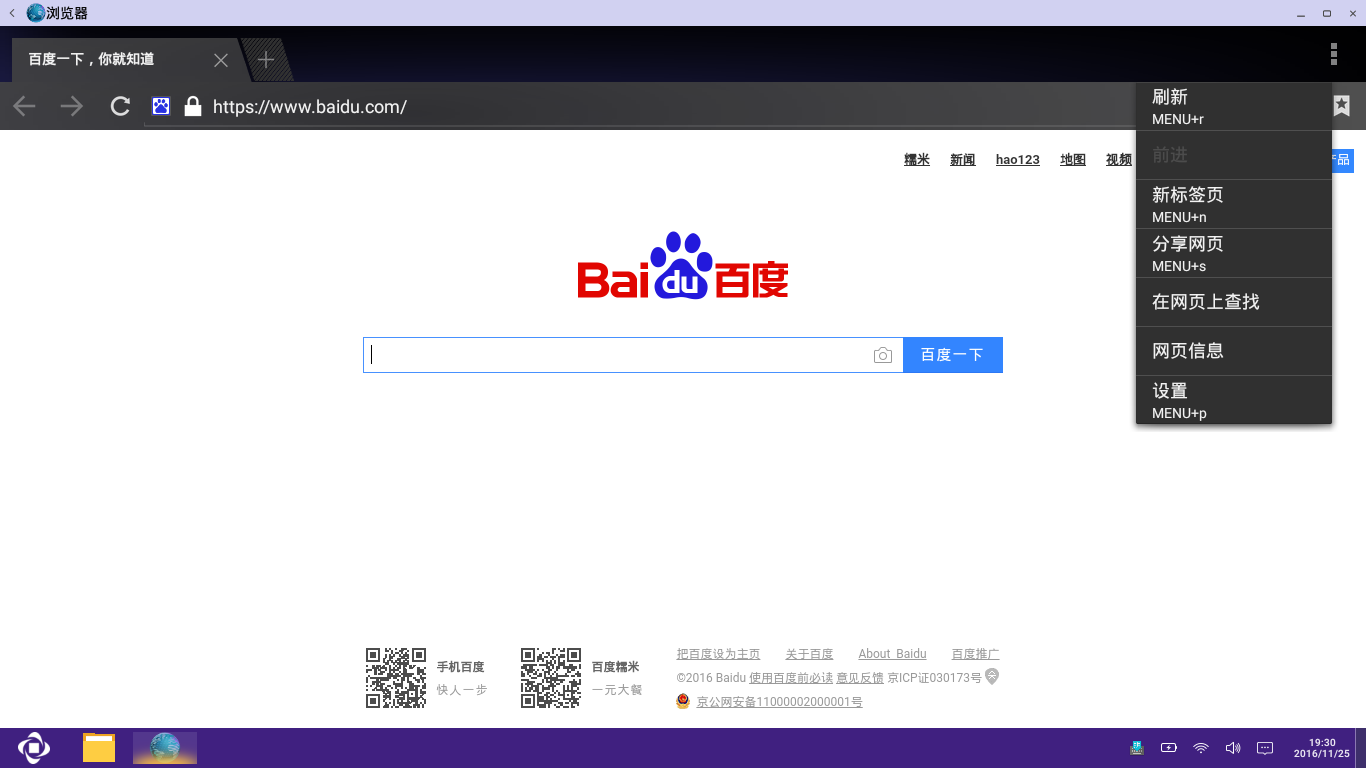 浏览器
百度一下，你就知道
https://www.baidu.com/
刷新
MENU+r
前进
新标签页
MENU+n
分享网页
MENU+s
在网页上查找
网页信息
设置
MENU+p
糯米 新闻 hao123 地图 视频
产品
Bai du 百度
百度一下
手机百度
快人一步
百度糯米
一元大餐
把百度设为主页 关于百度 About Baidu 百度推广
©2016 Baidu 使用百度前必读 意见反馈 京ICP证030173号
京公网安备11000002000001号
19:30
2016/11/25